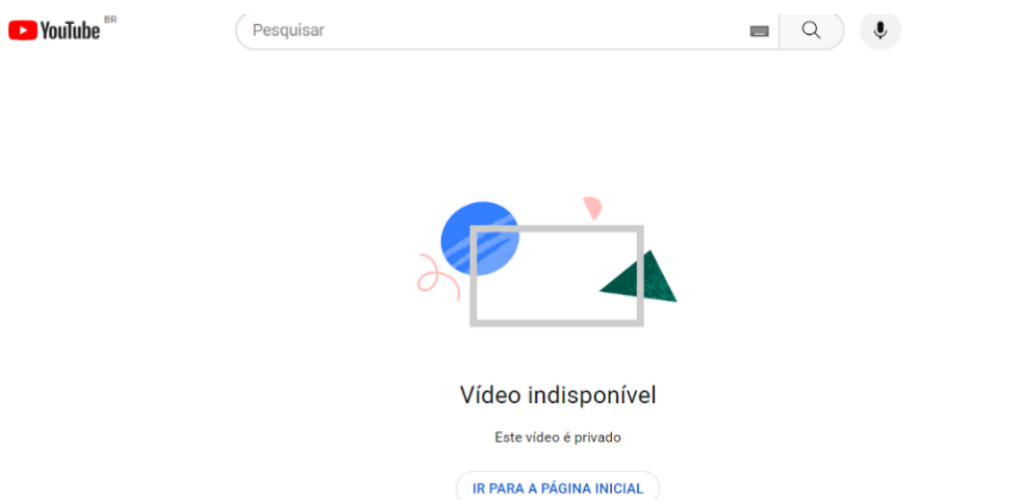 YouTube BR
Pesquisar
Vídeo indisponível
Este vídeo é privado
IR PARA A PÁGINA INICIAL